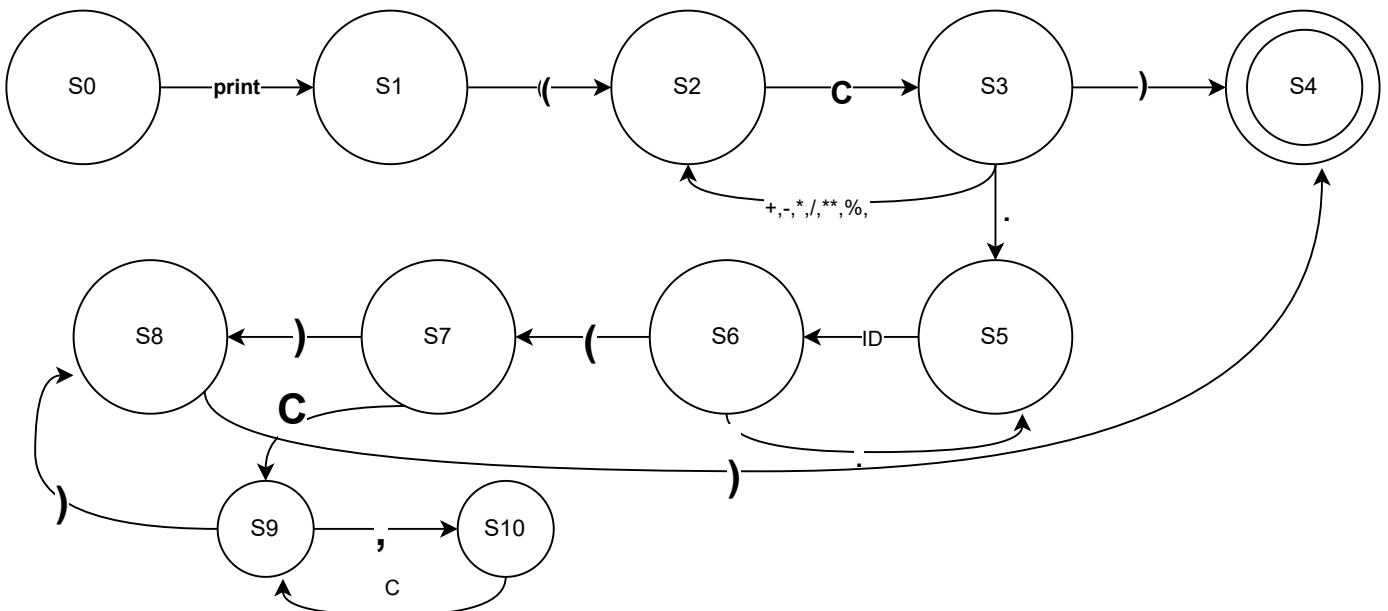 S0
print
S1
(
S2
C
S3
)
S4
+,-,*,/,**,%,
.
S8
)
S7
(
S6
ID
S5
C
.
)
)
S9
,
S10
C